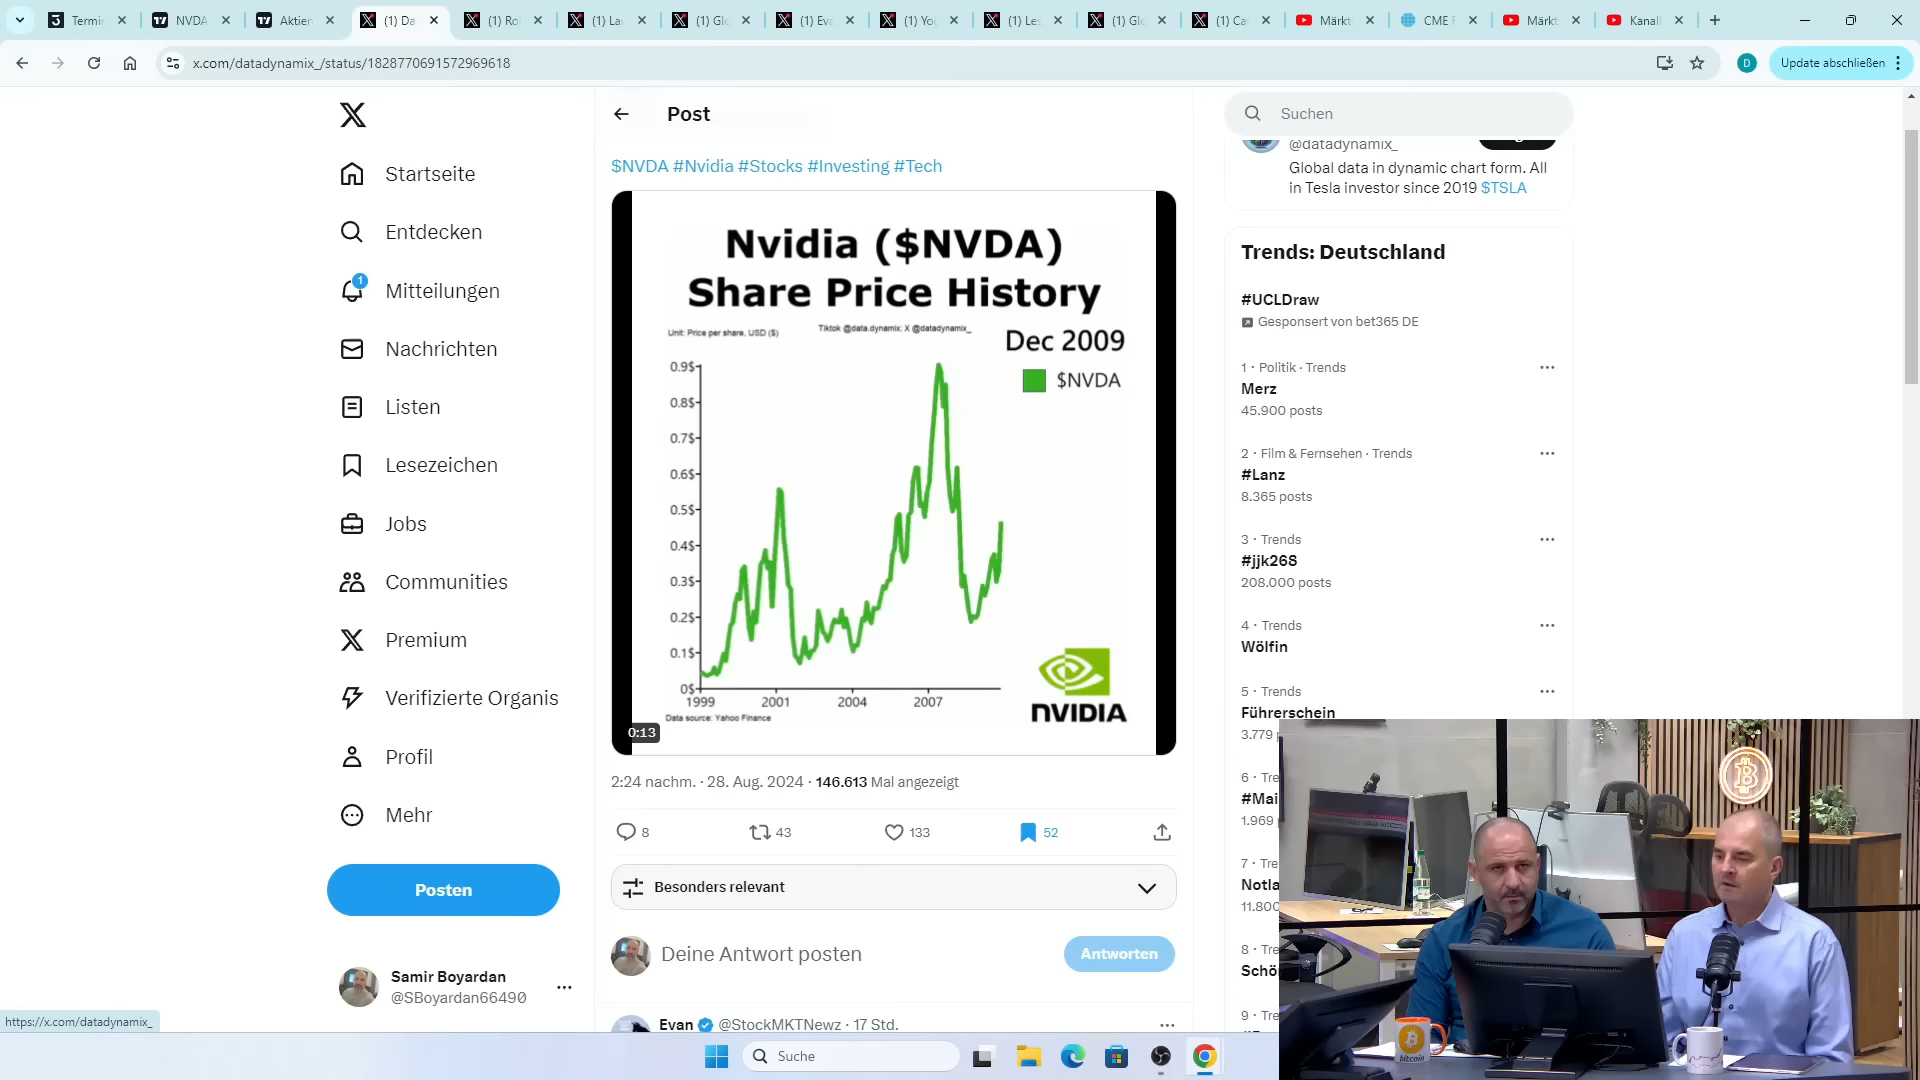 Termin
NVDA
Aktien
(1) Da
(1) Ro
(1) La
(1) Glo
(1) Eva
(1) Yo
(1) Les
(1) Glo
(1) Ca
Märkt
CME F
Märkt
Kanal
x.com/datadynamix_/status/1828770691572969618
D
Update abschließen
Post
Suchen
Startseite
Entdecken
1
Mitteilungen
Nachrichten
Listen
Lesezeichen
Jobs
Communities
Premium
Verifizierte Organis
Profil
Mehr
Posten
Samir Boyardan
@SBoyardan66490
https://x.com/datadynamix_
$NVDA #Nvidia #Stocks #Investing #Tech
Nvidia ($NVDA)
Share Price History
Unit: Price per share, USD ($)
Tiktok @data.dynamix; X @datadynamix_
Dec 2009
$NVDA
0.9$
0.8$
0.7$
0.6$
0.5$
0.4$
0.3$
0.2$
0.1$
0$
1999
2001
2004
2007
Data source: Yahoo Finance
NVIDIA
0:13
2:24 nachm. · 28. Aug. 2024 · 146.613 Mal angezeigt
8
43
133
52
Besonders relevant
Deine Antwort posten
Antworten
Evan @StockMKTNewz · 17 Std.
@datadynamix_
Global data in dynamic chart form. All
in Tesla investor since 2019 $TSLA
Trends: Deutschland
#UCLDraw
Gesponsert von bet365 DE
1 · Politik · Trends
Merz
45.900 posts
2 · Film & Fernsehen · Trends
#Lanz
8.365 posts
3 · Trends
#jjk268
208.000 posts
4 · Trends
Wölfin
5 · Trends
Führerschein
3.779 p
6 · Tre
#Mai
1.969 p
7 · Tre
Notla
11.800
8 · Tre
Schö
9 · Tre
bitcoin
Suche